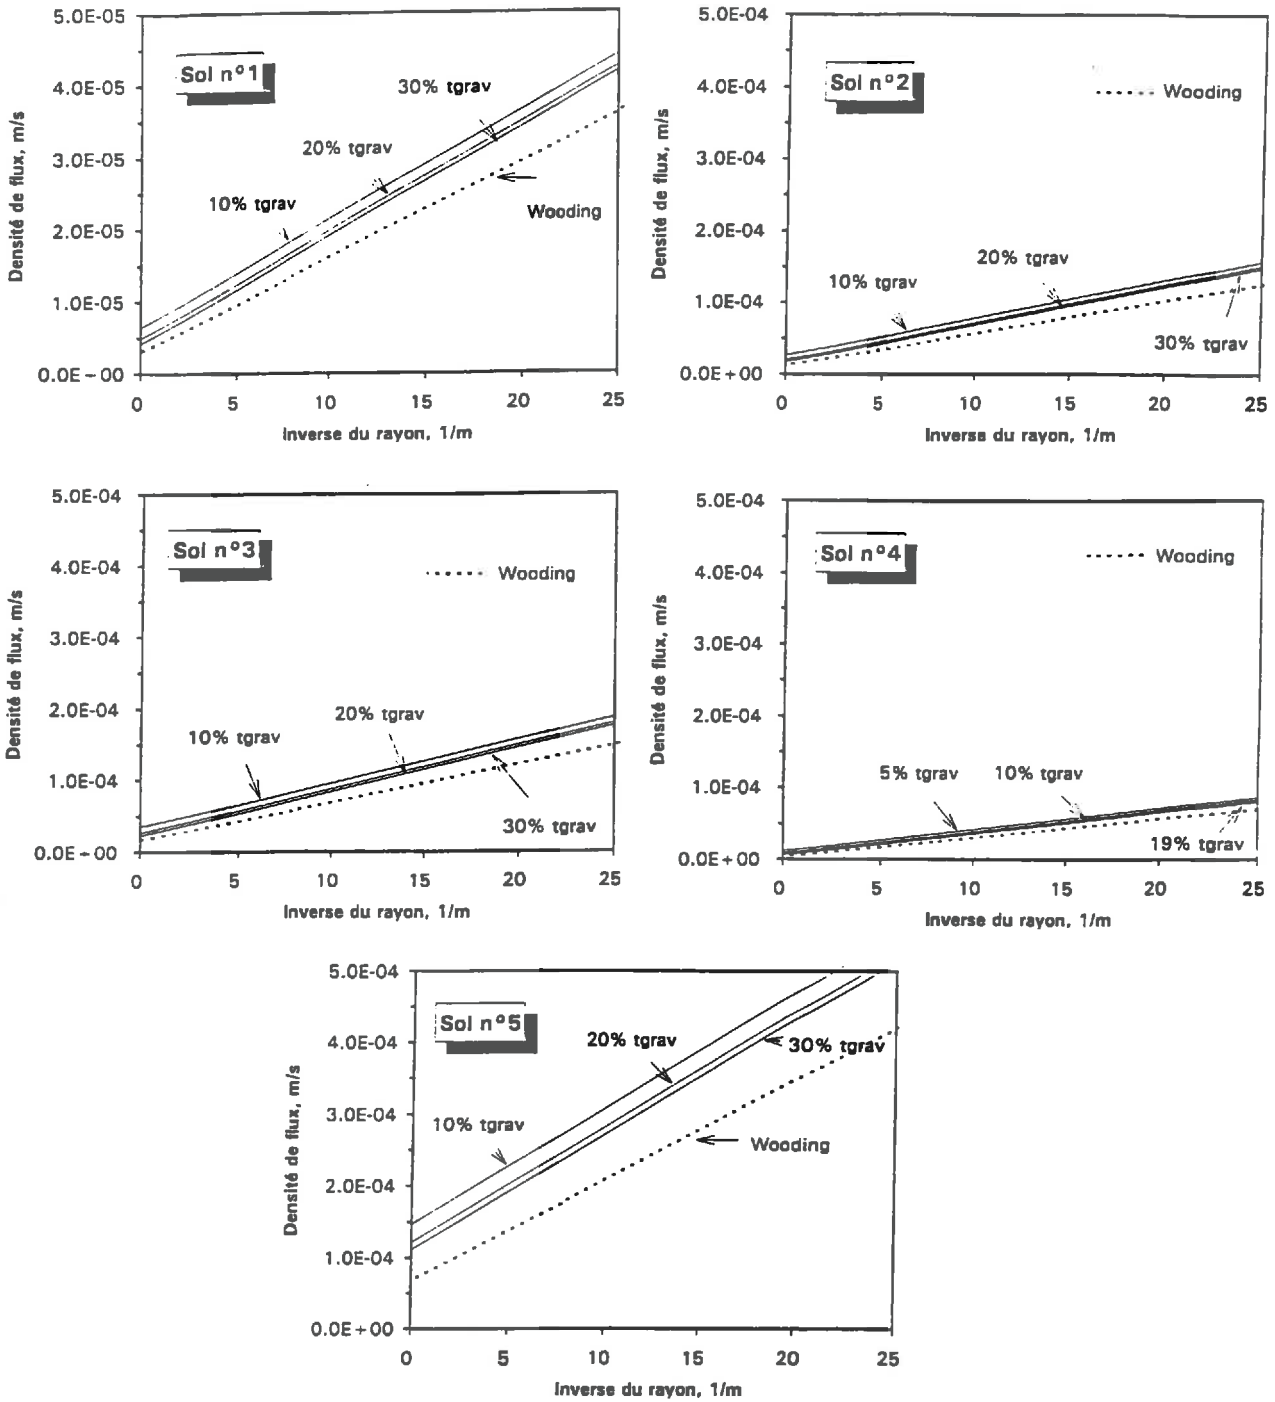 5.0E-05
4.0E-05
3.0E-05
2.0E-05
1.0E-05
0.0E+00
Densité de flux, m/s
Sol nº1
30% tgrav
20% tgrav
10% tgrav
Wooding
0 5 10 15 20 25
Inverse du rayon, 1/m
5.0E-04
4.0E-04
3.0E-04
2.0E-04
1.0E-04
0.0E+00
Densité de flux, m/s
Sol nº2
Wooding
20% tgrav
10% tgrav
30% tgrav
0 5 10 15 20 25
Inverse du rayon, 1/m
5.0E-04
4.0E-04
3.0E-04
2.0E-04
1.0E-04
0.0E+00
Densité de flux, m/s
Sol nº3
Wooding
20% tgrav
10% tgrav
30% tgrav
0 5 10 15 20 25
Inverse du rayon, 1/m
5.0E-04
4.0E-04
3.0E-04
2.0E-04
1.0E-04
0.0E+00
Densité de flux, m/s
Sol nº4
Wooding
5% tgrav 10% tgrav
19% tgrav
0 5 10 15 20 25
Inverse du rayon, 1/m
5.0E-04
4.0E-04
3.0E-04
2.0E-04
1.0E-04
0.0E+00
Densité de flux, m/s
Sol nº5
20% tgrav
30% tgrav
10% tgrav
Wooding
0 5 10 15 20 25
Inverse du rayon, 1/m